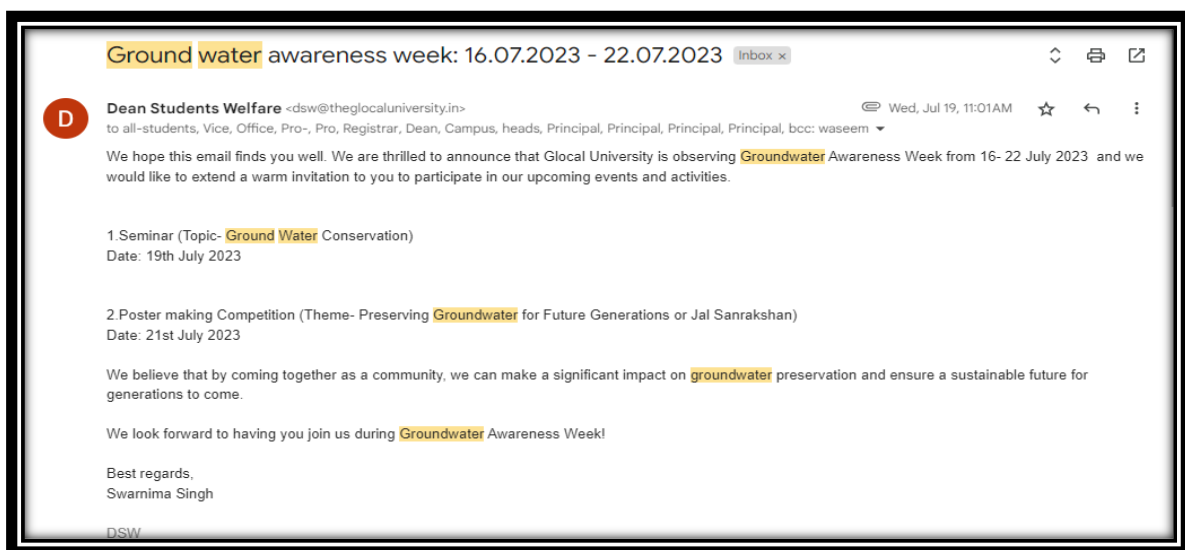 Ground water awareness week: 16.07.2023 - 22.07.2023 Inbox ×
D
Dean Students Welfare <dsw@theglocaluniversity.in> Wed, Jul 19, 11:01 AM
to all-students, Vice, Office, Pro-, Pro, Registrar, Dean, Campus, heads, Principal, Principal, Principal, Principal, bcc: waseem
We hope this email finds you well. We are thrilled to announce that Glocal University is observing Groundwater Awareness Week from 16- 22 July 2023 and we
would like to extend a warm invitation to you to participate in our upcoming events and activities.
1.Seminar (Topic- Ground Water Conservation)
Date: 19th July 2023
2.Poster making Competition (Theme- Preserving Groundwater for Future Generations or Jal Sanrakshan)
Date: 21st July 2023
We believe that by coming together as a community, we can make a significant impact on groundwater preservation and ensure a sustainable future for
generations to come.
We look forward to having you join us during Groundwater Awareness Week!
Best regards,
Swarnima Singh
DSW